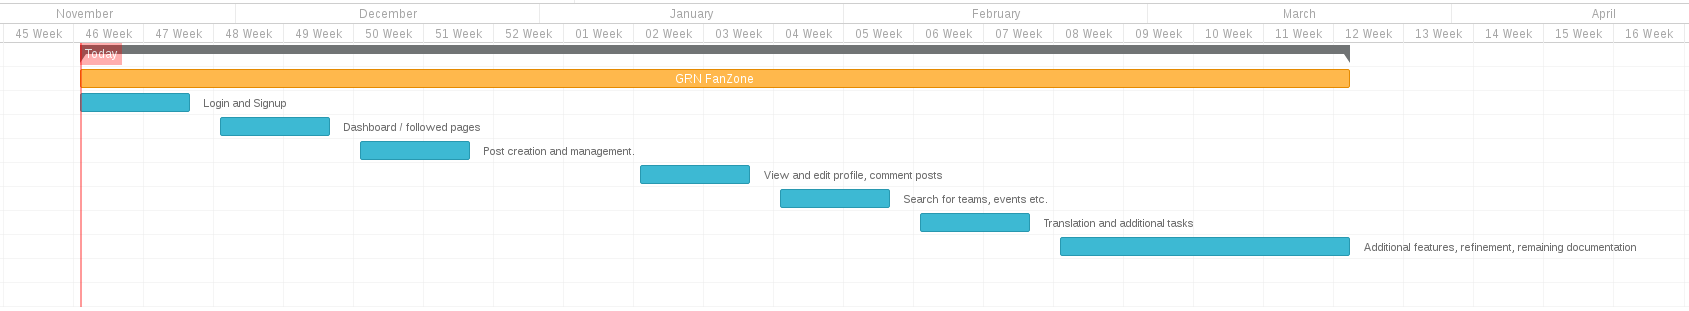 November December January February March April
45 Week 46 Week 47 Week 48 Week 49 Week 50 Week 51 Week 52 Week 01 Week 02 Week 03 Week 04 Week 05 Week 06 Week 07 Week 08 Week 09 Week 10 Week 11 Week 12 Week 13 Week 14 Week 15 Week 16 Week
Today
GRN FanZone
Login and Signup
Dashboard / followed pages
Post creation and management.
View and edit profile, comment posts
Search for teams, events etc.
Translation and additional tasks
Additional features, refinement, remaining documentation